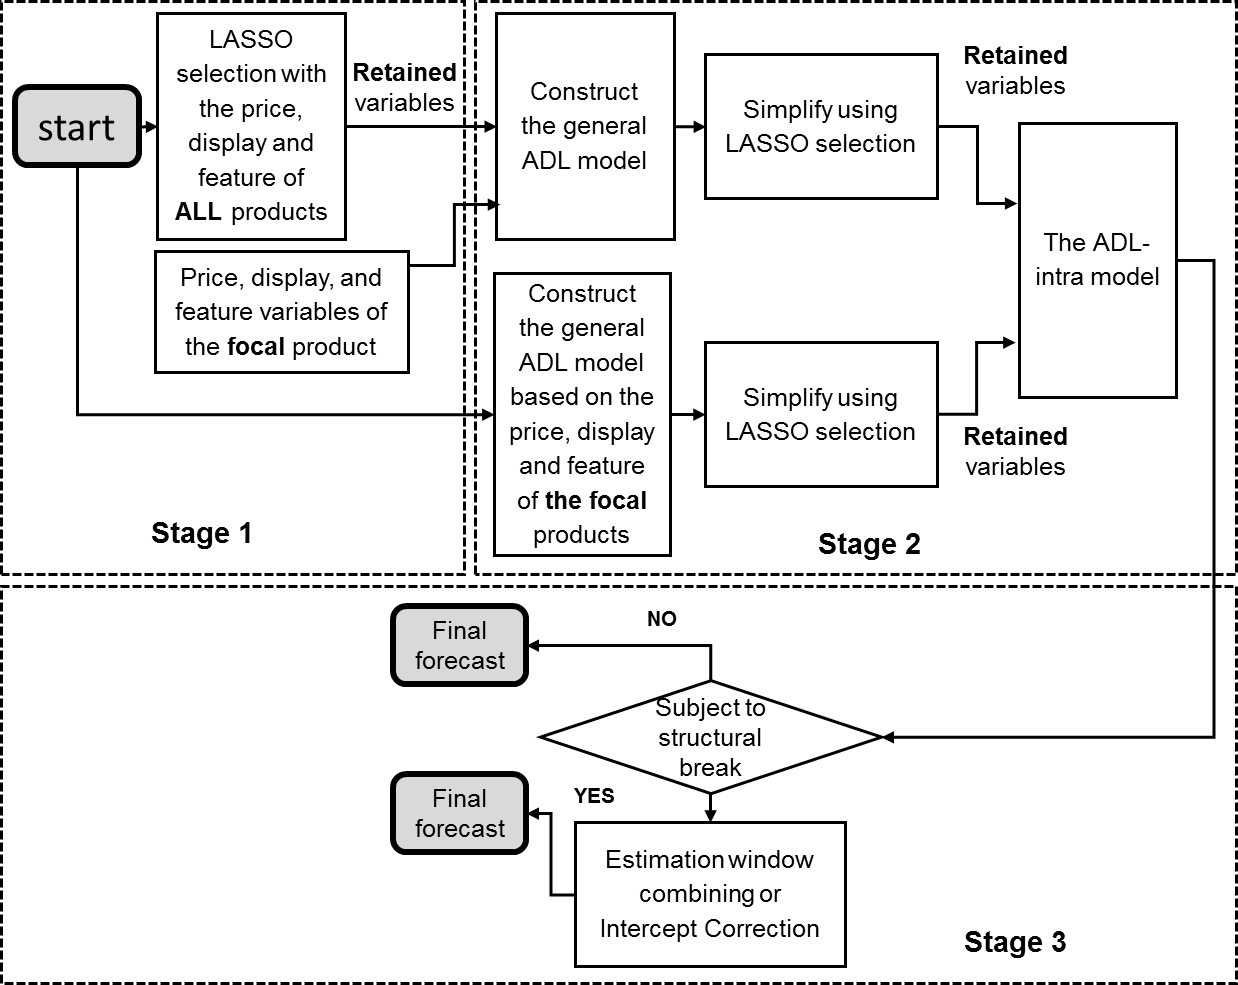 start
LASSO
selection with
the price,
display and
feature of
ALL products
Retained
variables
Price, display, and
feature variables of
the focal product
Stage 1
Construct
the general
ADL model
Simplify using
LASSO selection
Retained
variables
The ADL-
intra model
Construct
the general
ADL model
based on the
price, display
and feature
of the focal
products
Simplify using
LASSO selection
Retained
variables
Stage 2
Final
forecast
NO
Subject to
structural
break
Final
forecast
YES
Estimation window
combining or
Intercept Correction
Stage 3